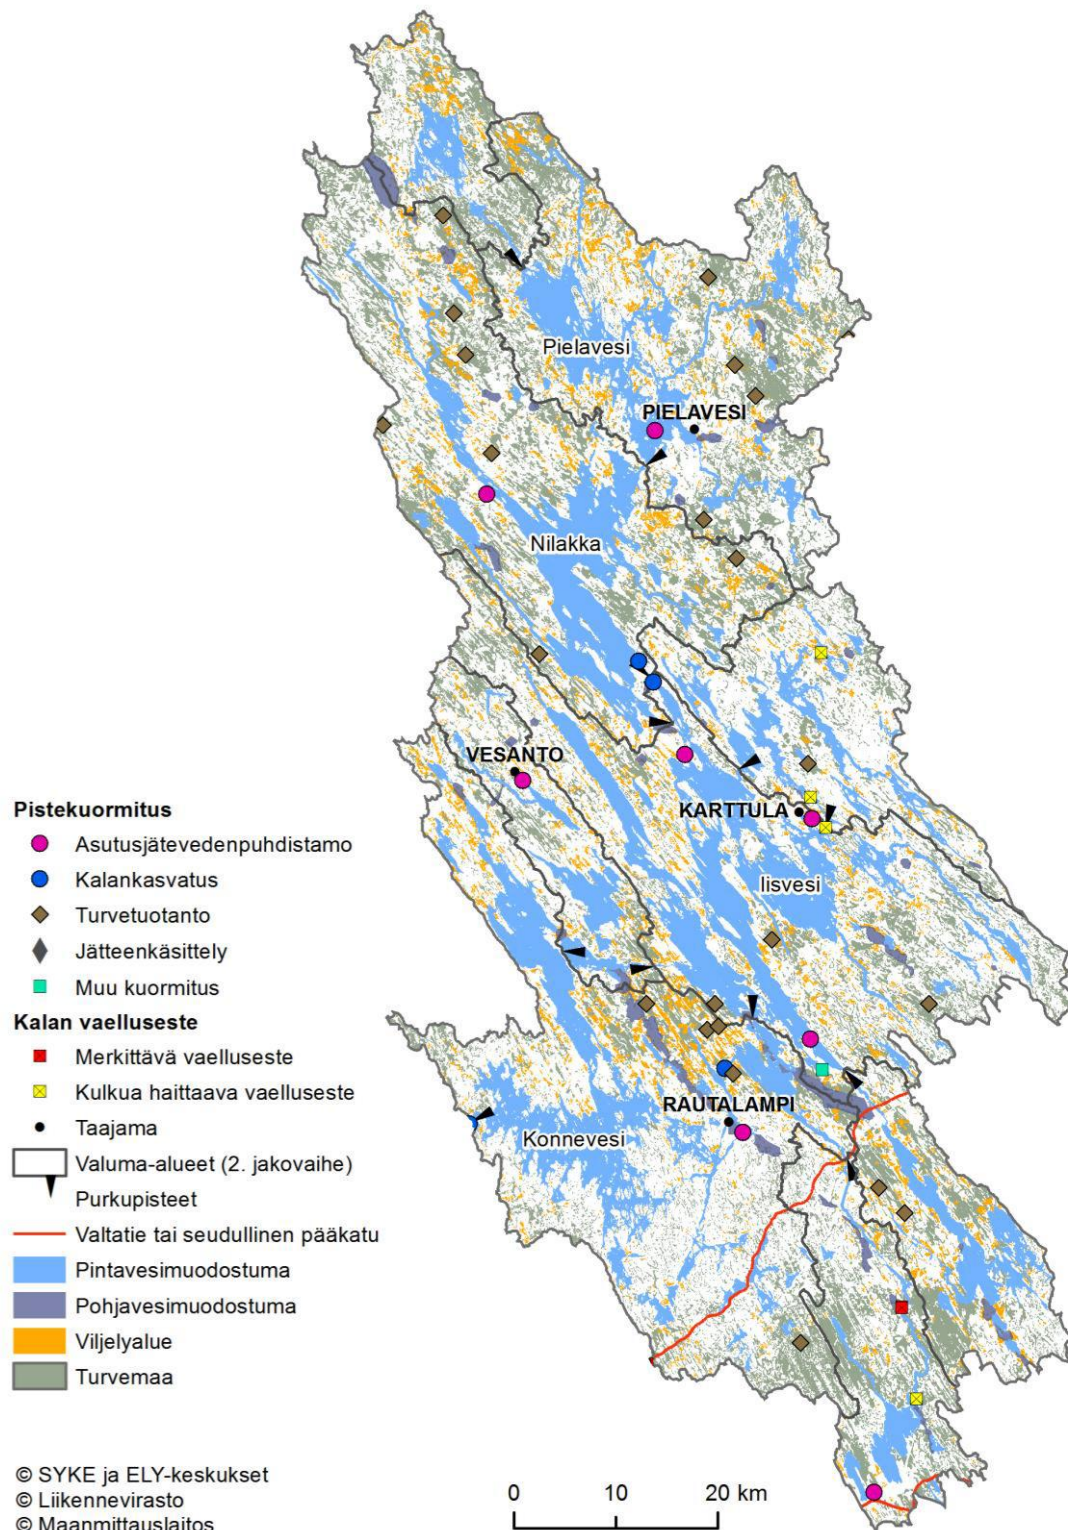 Pielavesi
PIELAVESI
Nilakka
VESANTO
KARTTULA
Iisvesi
RAUTALAMPI
Konnevesi
Pistekuormitus
Asutusjätevedenpuhdistamo
Kalankasvatus
Turvetuotanto
Jätteenkäsittely
Muu kuormitus
Kalan vaelluseste
Merkittävä vaelluseste
Kulkua haittaava vaelluseste
Taajama
Valuma-alueet (2. jakovaihe)
Purkupisteet
Valtatie tai seudullinen pääkatu
Pintavesimuodostuma
Pohjavesimuodostuma
Viljelyalue
Turvemaa
© SYKE ja ELY-keskukset
© Liikennevirasto
© Maanmittauslaitos
0 10 20 km